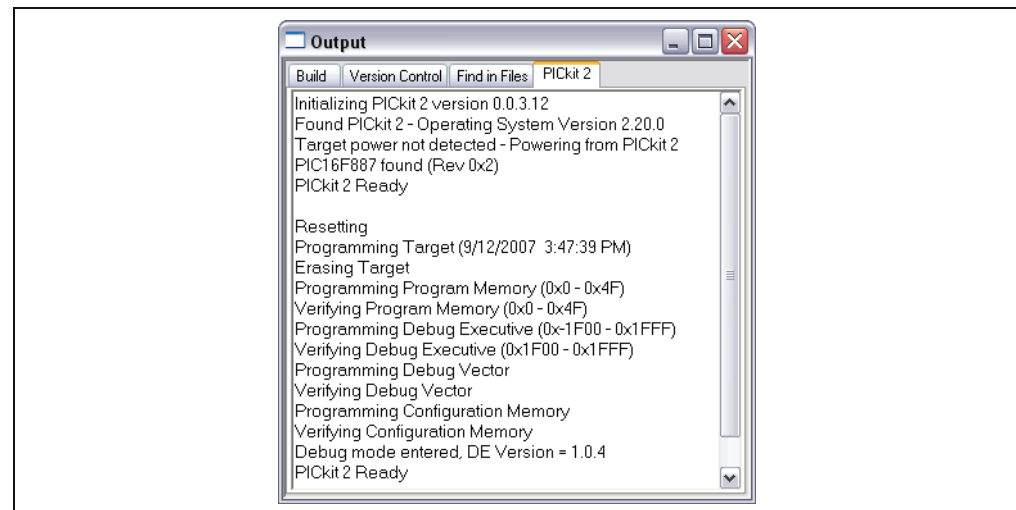 Output
Build Version Control Find in Files PICkit 2
Initializing PICkit 2 version 0.0.3.12
Found PICkit 2 - Operating System Version 2.20.0
Target power not detected - Powering from PICkit 2
PIC16F887 found (Rev 0x2)
PICkit 2 Ready
Resetting
Programming Target (9/12/2007  3:47:39 PM)
Erasing Target
Programming Program Memory (0x0 - 0x4F)
Verifying Program Memory (0x0 - 0x4F)
Programming Debug Executive (0x-1F00 - 0x1FFF)
Verifying Debug Executive (0x1F00 - 0x1FFF)
Programming Debug Vector
Verifying Debug Vector
Programming Configuration Memory
Verifying Configuration Memory
Debug mode entered, DE Version = 1.0.4
PICkit 2 Ready